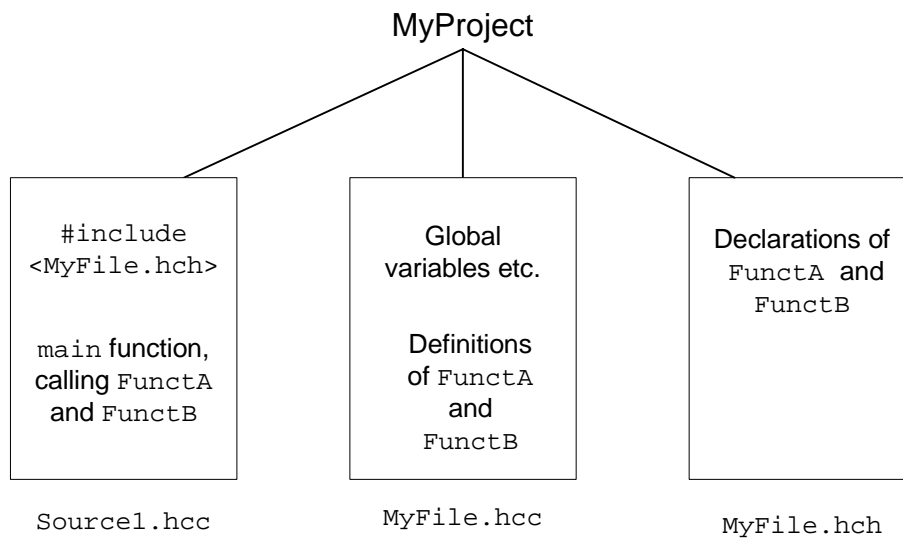 MyProject
#include
<MyFile.hch>
main function,
calling FunctA
and FunctB
Source1.hcc
Global
variables etc.
Definitions
of FunctA
and
FunctB
MyFile.hcc
Declarations of
FunctA and
FunctB
MyFile.hch